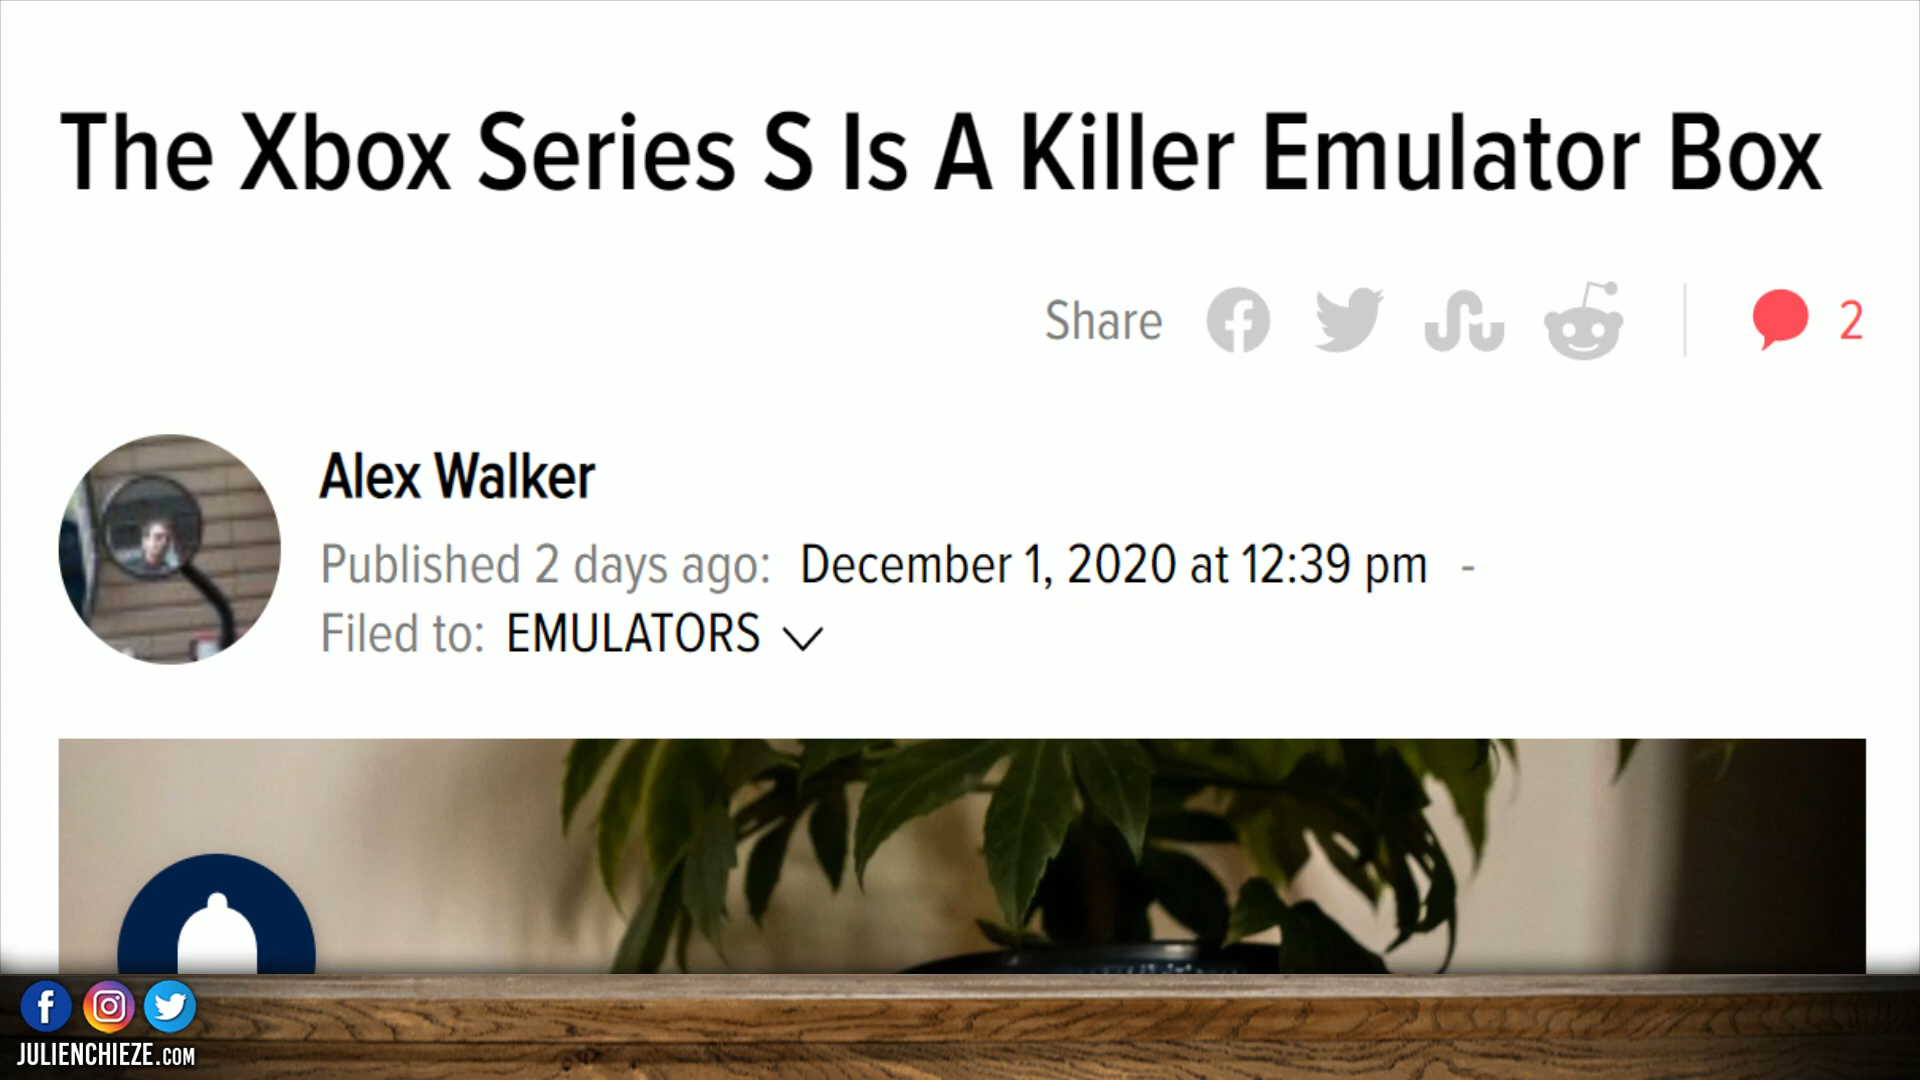 The Xbox Series S Is A Killer Emulator Box
Share 2
Alex Walker
Published 2 days ago: December 1, 2020 at 12:39 pm -
Filed to: EMULATORS
JULIENCHIEZE.COM